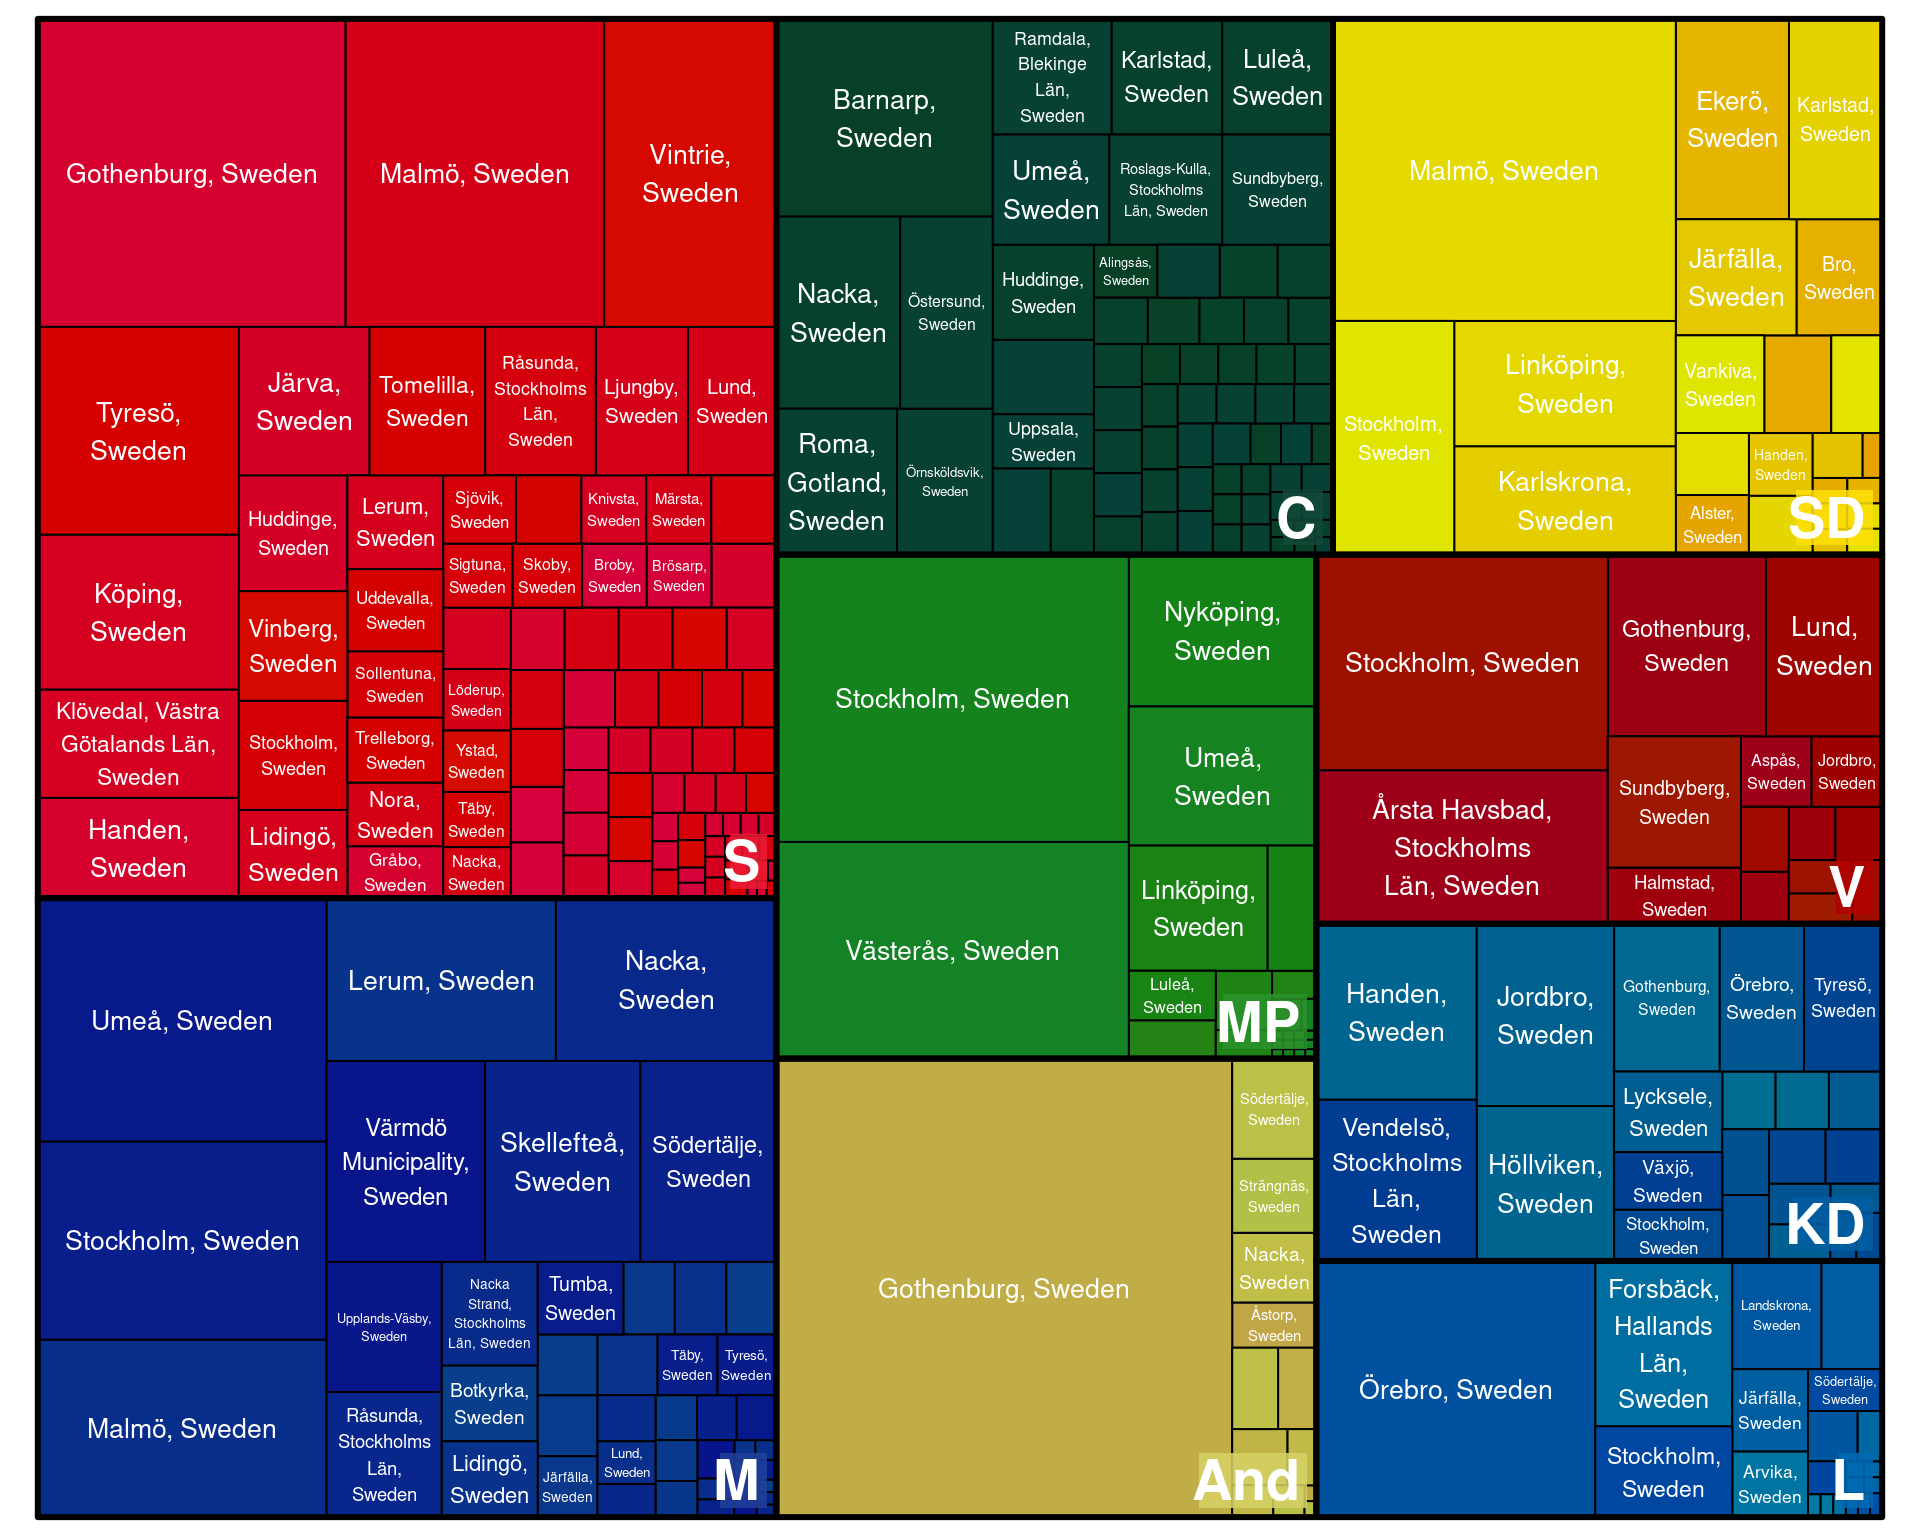 Gothenburg, Sweden
Malmö, Sweden
Vintrie,
Sweden
Tyresö,
Sweden
Järva,
Sweden
Tomelilla,
Sweden
Råsunda,
Stockholms
Län,
Sweden
Ljungby,
Sweden
Lund,
Sweden
Köping,
Sweden
Klövedal, Västra
Götalands Län,
Sweden
Handen,
Sweden
Huddinge,
Sweden
Vinberg,
Sweden
Stockholm,
Sweden
Lidingö,
Sweden
Lerum,
Sweden
Uddevalla,
Sweden
Sollentuna,
Sweden
Trelleborg,
Sweden
Nora,
Sweden
Gråbo,
Sweden
Sjövik,
Sweden
Knivsta,
Sweden
Märsta,
Sweden
Sigtuna,
Sweden
Skoby,
Sweden
Broby,
Sweden
Brösarp,
Sweden
Löderup,
Sweden
Ystad,
Sweden
Täby,
Sweden
Nacka,
Sweden
S
Umeå, Sweden
Stockholm, Sweden
Malmö, Sweden
Lerum, Sweden
Nacka,
Sweden
Värmdö
Municipality,
Sweden
Skellefteå,
Sweden
Södertälje,
Sweden
Upplands-Väsby,
Sweden
Råsunda,
Stockholms
Län,
Sweden
Nacka
Strand,
Stockholms
Län, Sweden
Botkyrka,
Sweden
Lidingö,
Sweden
Tumba,
Sweden
Täby,
Sweden
Tyresö,
Sweden
Järfälla,
Sweden
Lund,
Sweden
M
Barnarp,
Sweden
Nacka,
Sweden
Östersund,
Sweden
Roma,
Gotland,
Sweden
Örnsköldsvik,
Sweden
Ramdala,
Blekinge
Län,
Sweden
Karlstad,
Sweden
Luleå,
Sweden
Umeå,
Sweden
Roslags-Kulla,
Stockholms
Län, Sweden
Sundbyberg,
Sweden
Huddinge,
Sweden
Alingsås,
Sweden
Uppsala,
Sweden
C
Stockholm, Sweden
Västerås, Sweden
Nyköping,
Sweden
Umeå,
Sweden
Linköping,
Sweden
Luleå,
Sweden
MP
Gothenburg, Sweden
Södertälje,
Sweden
Strängnäs,
Sweden
Nacka,
Sweden
Åstorp,
Sweden
And
Malmö, Sweden
Stockholm,
Sweden
Linköping,
Sweden
Karlskrona,
Sweden
Ekerö,
Sweden
Karlstad,
Sweden
Järfälla,
Sweden
Bro,
Sweden
Vankiva,
Sweden
Handen,
Sweden
Alster,
Sweden
SD
Stockholm, Sweden
Årsta Havsbad,
Stockholms
Län, Sweden
Gothenburg,
Sweden
Lund,
Sweden
Sundbyberg,
Sweden
Aspås,
Sweden
Jordbro,
Sweden
Halmstad,
Sweden
V
Handen,
Sweden
Vendelsö,
Stockholms
Län,
Sweden
Jordbro,
Sweden
Höllviken,
Sweden
Gothenburg,
Sweden
Örebro,
Sweden
Tyresö,
Sweden
Lycksele,
Sweden
Växjö,
Sweden
Stockholm,
Sweden
KD
Örebro, Sweden
Forsbäck,
Hallands
Län,
Sweden
Stockholm,
Sweden
Landskrona,
Sweden
Järfälla,
Sweden
Södertälje,
Sweden
Arvika,
Sweden
L